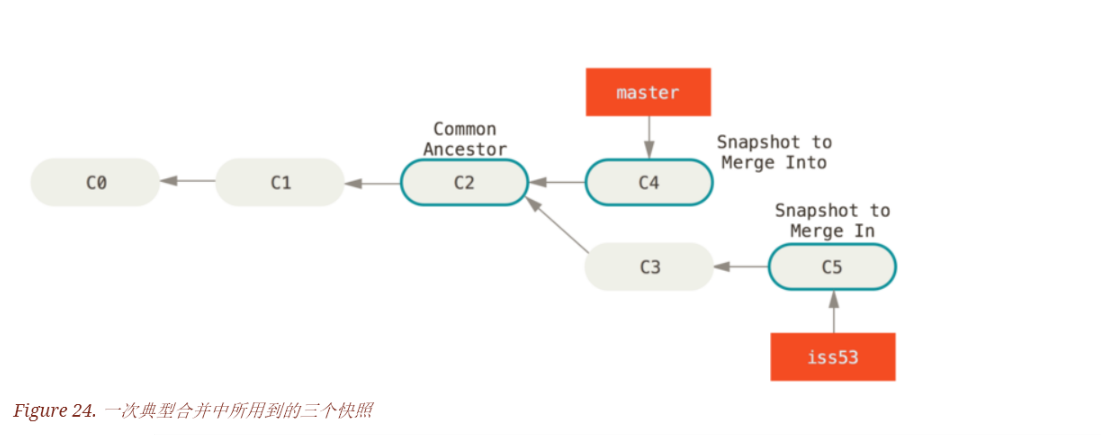 master
Common
Ancestor
Snapshot to
Merge Into
C0
C1
C2
C4
Snapshot to
Merge In
C3
C5
iss53
Figure 24. 一次典型合并中所用到的三个快照